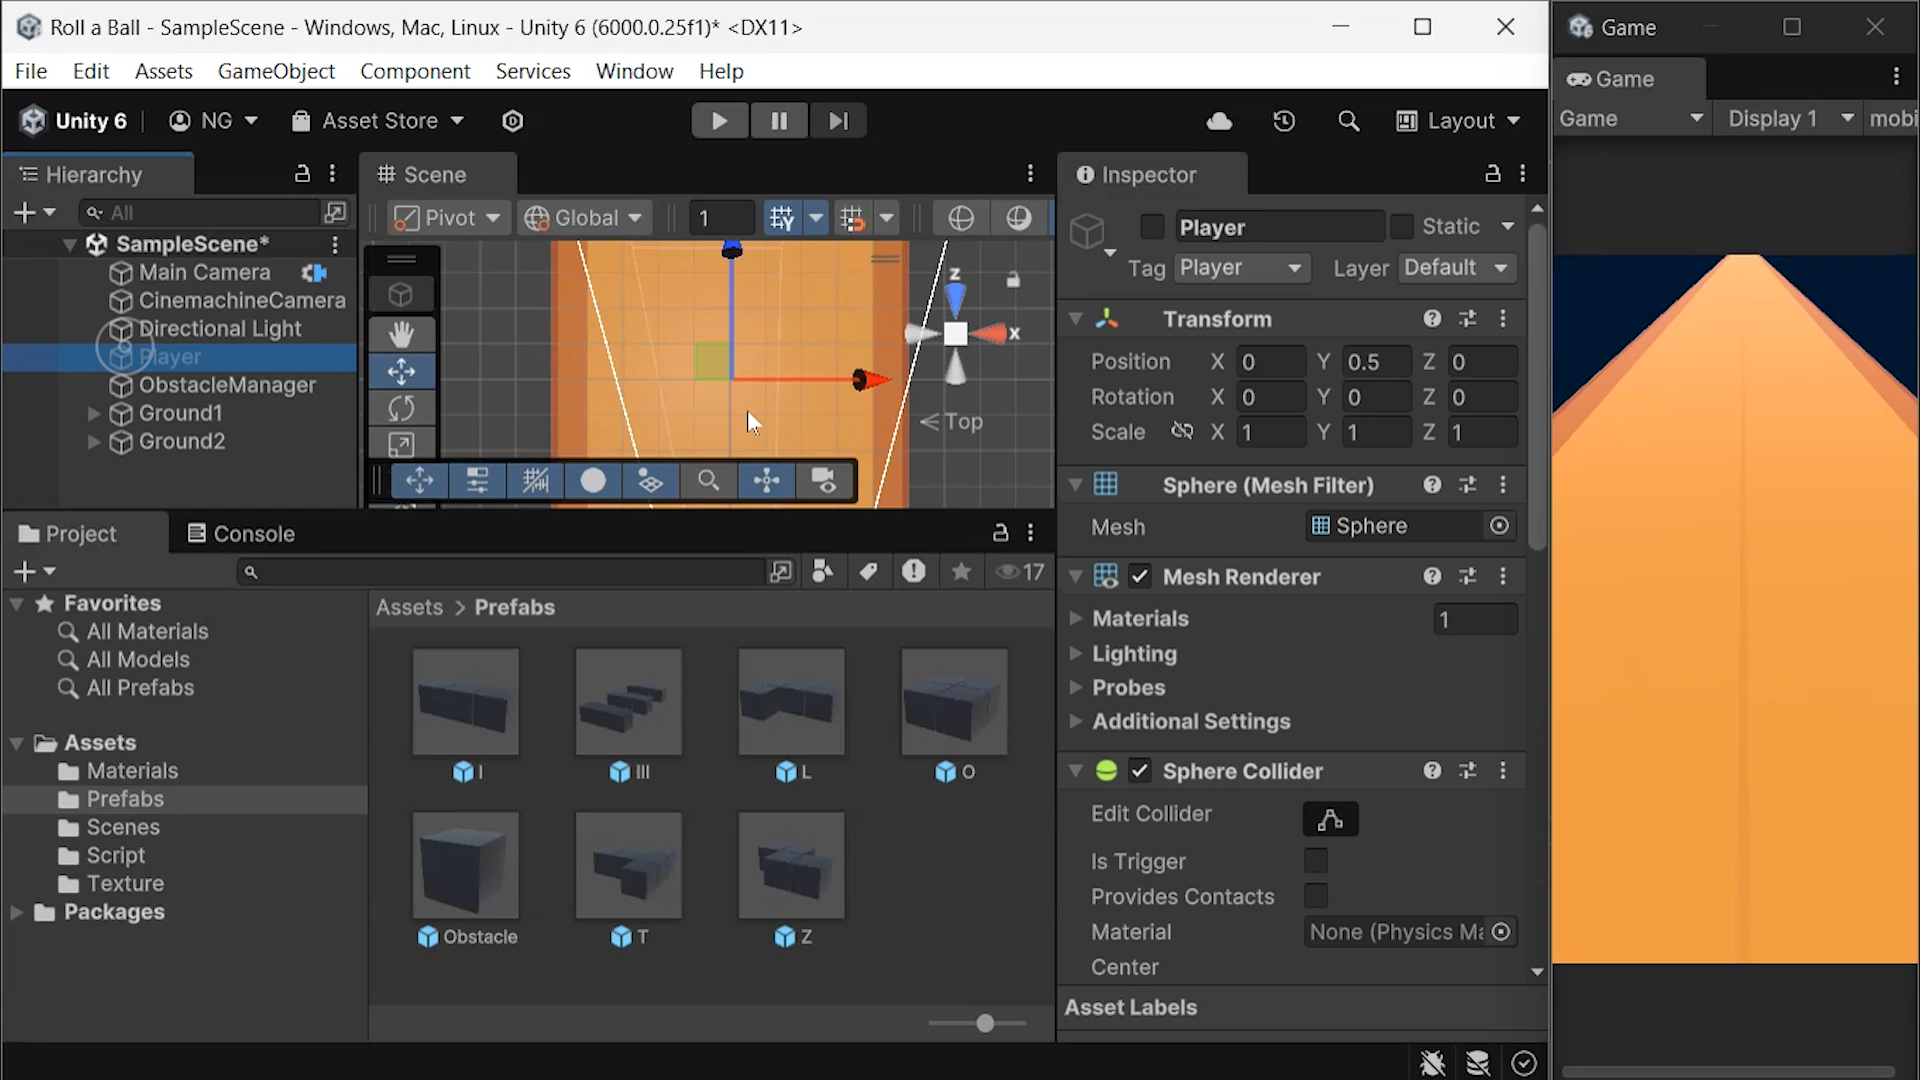 Roll a Ball - SampleScene - Windows, Mac, Linux - Unity 6 (6000.0.25f1)* <DX11>
Game
File Edit Assets GameObject Component Services Window Help
Game
Unity 6 NG Asset Store Layout
Game Display 1 mobi
Hierarchy
Scene
Inspector
All
Pivot Global 1
Player Static
Tag Player Layer Default
SampleScene*
Main Camera
CinemachineCamera
Directional Light
Player
ObstacleManager
Ground1
Ground2
z
x
< Top
Transform
Position X 0 Y 0.5 Z 0
Rotation X 0 Y 0 Z 0
Scale X 1 Y 1 Z 1
Sphere (Mesh Filter)
Mesh Sphere
Mesh Renderer
Materials 1
Lighting
Probes
Additional Settings
Sphere Collider
Edit Collider
Is Trigger
Provides Contacts
Material None (Physics Ma
Center
Asset Labels
Project Console
17
Favorites
All Materials
All Models
All Prefabs
Assets
Materials
Prefabs
Scenes
Script
Texture
Packages
Assets > Prefabs
I III L O
Obstacle T Z